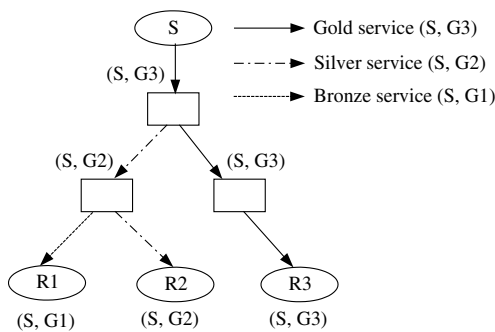 S
Gold service (S, G3)
(S, G3)
Silver service (S, G2)
Bronze service (S, G1)
(S, G2)
(S, G3)
R1
R2
R3
(S, G1)
(S, G2)
(S, G3)